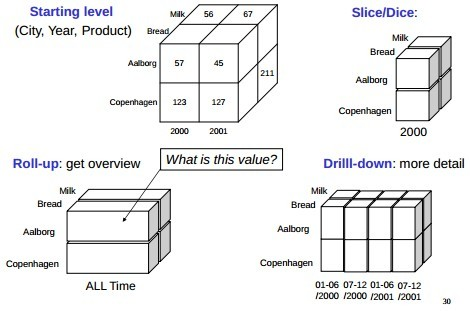 Starting level
(City, Year, Product)
Milk
56
67
Bread
Aalborg
57
45
211
Copenhagen
123
127
2000
2001
Slice/Dice:
Milk
Bread
Aalborg
Copenhagen
2000
Roll-up: get overview
What is this value?
Milk
Bread
Aalborg
Copenhagen
ALL Time
Drilll-down: more detail
Milk
Bread
Aalborg
Copenhagen
01-06 07-12 01-06 07-12
/2000 /2000 /2001 /2001
30